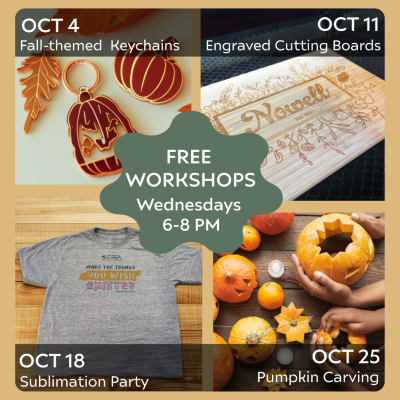 OCT 4
Fall-themed Keychains
OCT 11
Engraved Cutting Boards
Nowell
FREE
WORKSHOPS
Wednesdays
6-8 PM
MAKE THE THINGS
YOU WISH
EXISTED
OCT 18
Sublimation Party
OCT 25
Pumpkin Carving